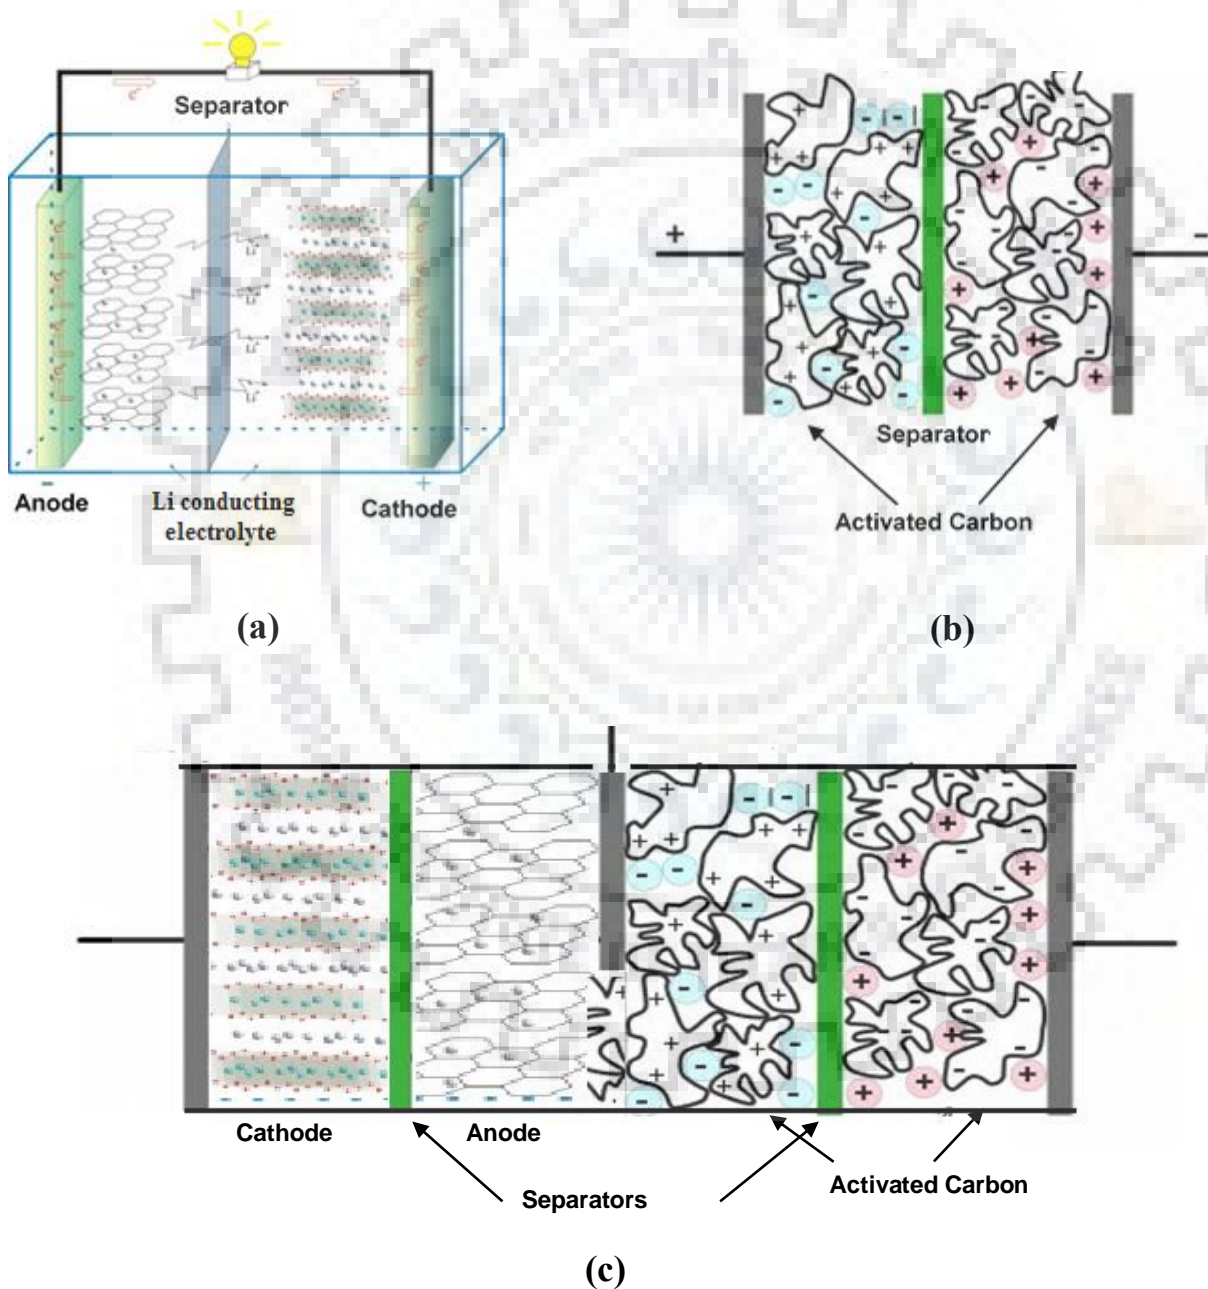 e⁻ e⁻
Separator
Anode
Li conducting
electrolyte
Cathode
(a)
+ -
Separator
Activated Carbon
(b)
Cathode Anode
Separators
Activated Carbon
(c)